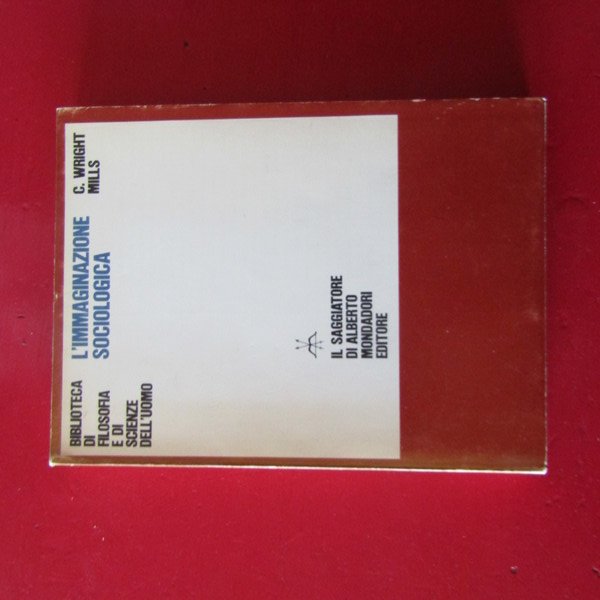 BIBLIOTECA
DI
FILOSOFIA
E DI
SCIENZE
DELL'UOMO
L'IMMAGINAZIONE
SOCIOLOGICA
C. WRIGHT
MILLS
IL SAGGIATORE
DI ALBERTO
MONDADORI
EDITORE